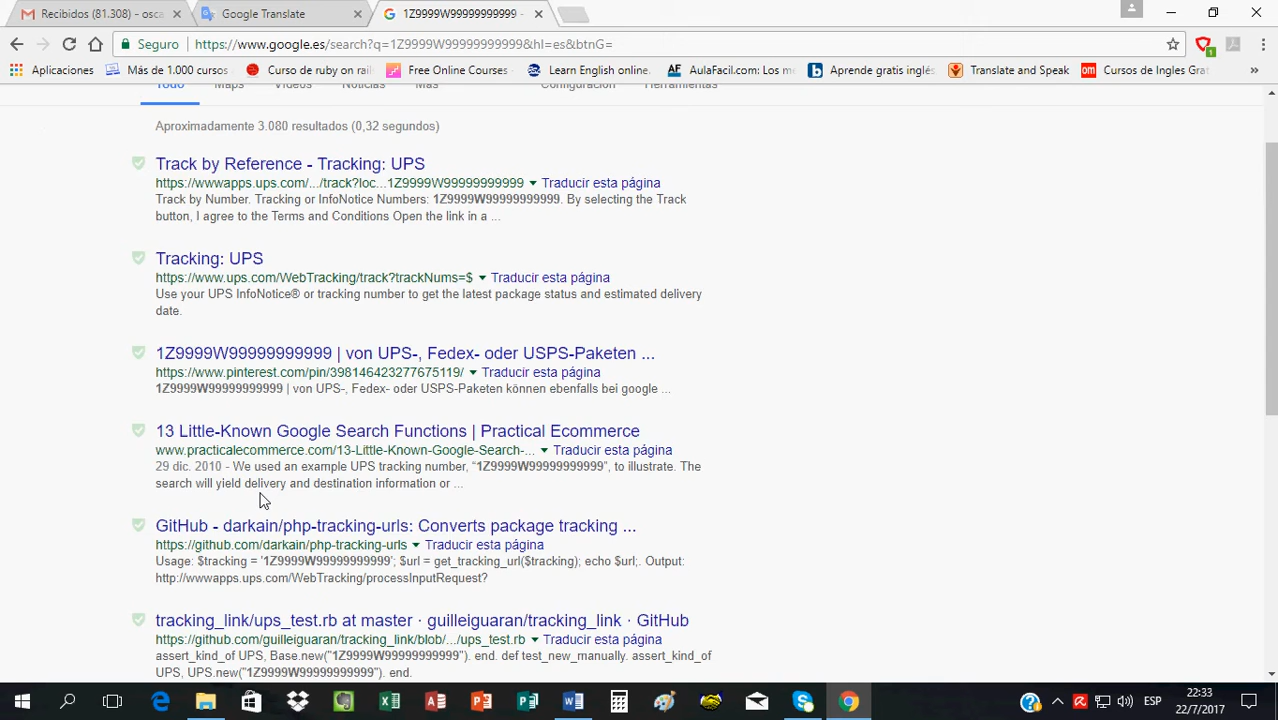 Recibidos (81.308) - osca
Google Translate
1Z9999W99999999999 -
Seguro
https://www.google.es/search?q=1Z9999W99999999999&hl=es&btnG=
Aplicaciones
Más de 1.000 cursos
Curso de ruby on rail
Free Online Courses
Learn English online
AulaFacil.com: Los me
Aprende gratis inglés
Translate and Speak
Cursos de Ingles Grat
Todo Maps Vídeos Noticias Más Configuración Herramientas
Aproximadamente 3.080 resultados (0,32 segundos)
Track by Reference - Tracking: UPS
https://wwwapps.ups.com/.../track?loc...1Z9999W99999999999 Traducir esta página
Track by Number. Tracking or InfoNotice Numbers: 1Z9999W99999999999. By selecting the Track
button, I agree to the Terms and Conditions Open the link in a ...
Tracking: UPS
https://www.ups.com/WebTracking/track?trackNums=$ Traducir esta página
Use your UPS InfoNotice® or tracking number to get the latest package status and estimated delivery
date.
1Z9999W99999999999 | von UPS-, Fedex- oder USPS-Paketen ...
https://www.pinterest.com/pin/398146423277675119/ Traducir esta página
1Z9999W99999999999 | von UPS-, Fedex- oder USPS-Paketen können ebenfalls bei google ...
13 Little-Known Google Search Functions | Practical Ecommerce
www.practicalecommerce.com/13-Little-Known-Google-Search-... Traducir esta página
29 dic. 2010 - We used an example UPS tracking number, “1Z9999W99999999999”, to illustrate. The
search will yield delivery and destination information or ...
GitHub - darkain/php-tracking-urls: Converts package tracking ...
https://github.com/darkain/php-tracking-urls Traducir esta página
Usage: $tracking = '1Z9999W99999999999'; $url = get_tracking_url($tracking); echo $url;. Output:
http://wwwapps.ups.com/WebTracking/processInputRequest?
tracking_link/ups_test.rb at master · guilleiguaran/tracking_link · GitHub
https://github.com/guilleiguaran/tracking_link/blob/.../ups_test.rb Traducir esta página
assert_kind_of UPS, Base.new("1Z9999W99999999999"). end. def test_new_manually. assert_kind_of
UPS, UPS.new("1Z9999W99999999999"). end.
ESP
22:33
22/7/2017